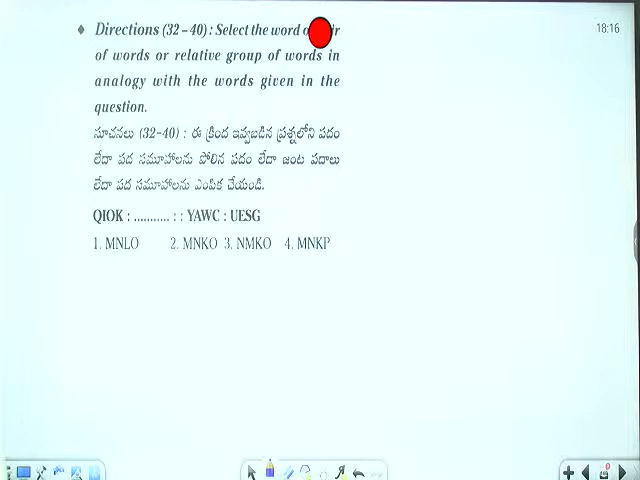 18:16
Directions (32 – 40) : Select the word
of words or relative group of words in
analogy with the words given in the
question.
సూచనలు (32-40) : ఈ క్రింద ఇవ్వబడిన ప్రశ్నలోని పదం
లేదా పద సమూహాలను పోలిన పదం లేదా జంట పదాలు
లేదా పద సమూహాలను ఎంపిక చేయండి.
QIOK : ........... : : YAWC : UESG
1. MNLO 2. MNKO 3. NMKO 4. MNKP